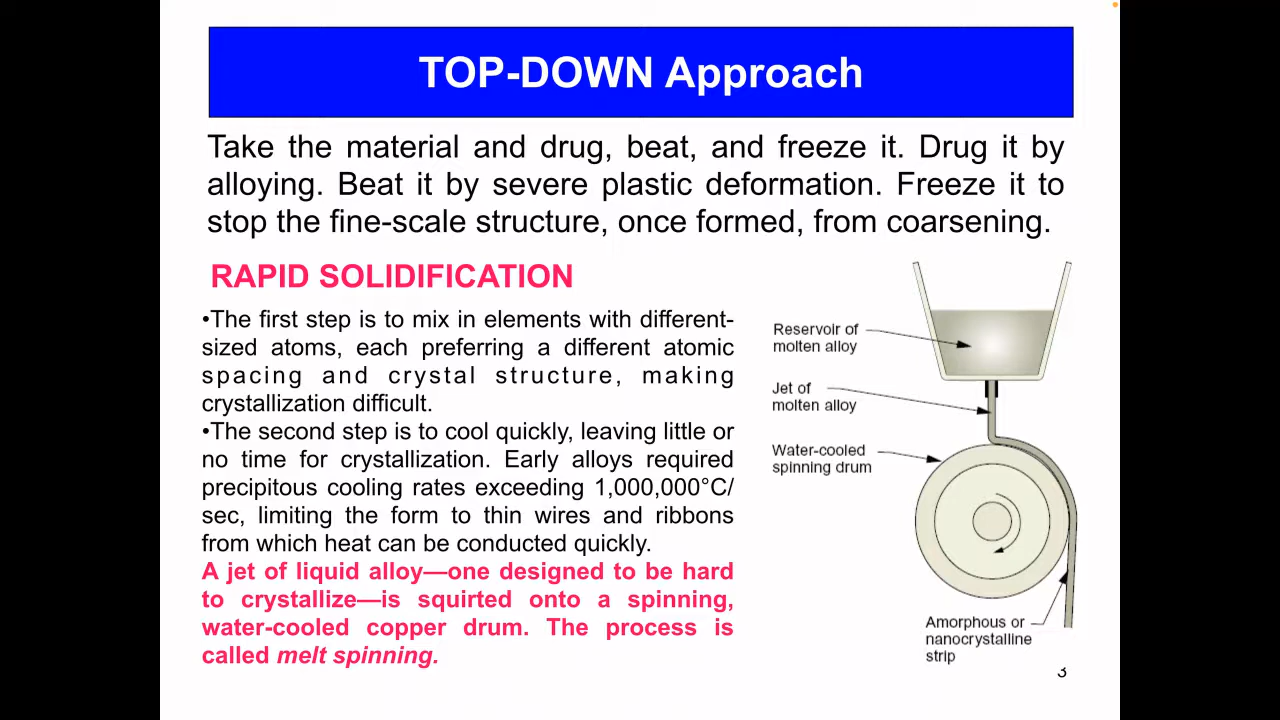 TOP-DOWN Approach
Take the material and drug, beat, and freeze it. Drug it by
alloying. Beat it by severe plastic deformation. Freeze it to
stop the fine-scale structure, once formed, from coarsening.
RAPID SOLIDIFICATION
•The first step is to mix in elements with different-
sized atoms, each preferring a different atomic
spacing and crystal structure, making
crystallization difficult.
•The second step is to cool quickly, leaving little or
no time for crystallization. Early alloys required
precipitous cooling rates exceeding 1,000,000°C/
sec, limiting the form to thin wires and ribbons
from which heat can be conducted quickly.
A jet of liquid alloy—one designed to be hard
to crystallize—is squirted onto a spinning,
water-cooled copper drum. The process is
called melt spinning.
Reservoir of
molten alloy
Jet of
molten alloy
Water-cooled
spinning drum
Amorphous or
nanocrystalline
strip
3